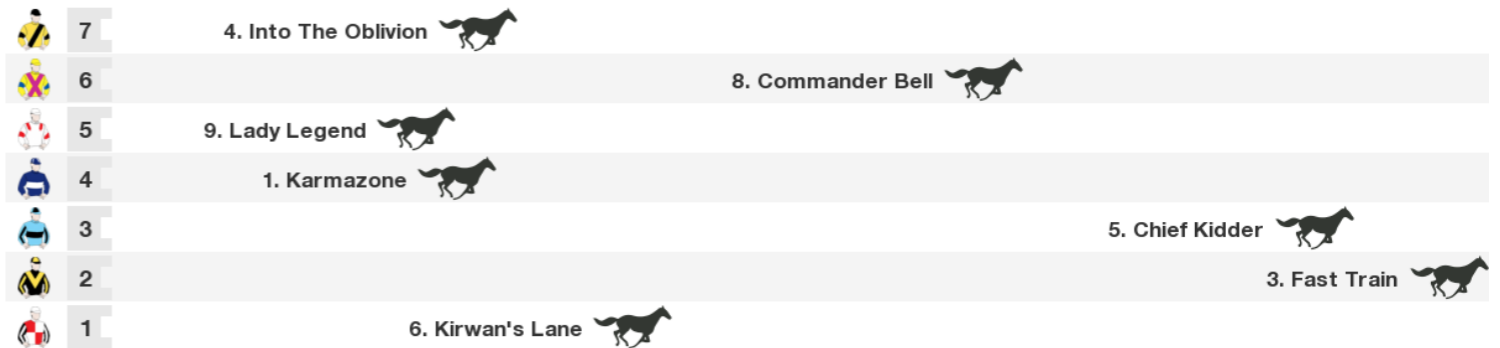 7 4. Into The Oblivion
6 8. Commander Bell
5 9. Lady Legend
4 1. Karmazone
3 5. Chief Kidder
2 3. Fast Train
1 6. Kirwan's Lane